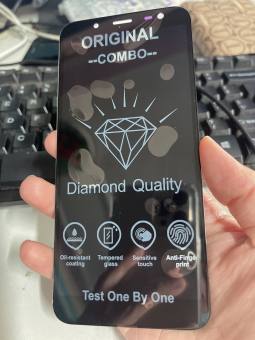 ORIGINAL
--COMBO--
Diamond Quality
Oil-resistant
coating
Tempered
glass
Sensitive
touch
Anti-Finger
print
Test One By One